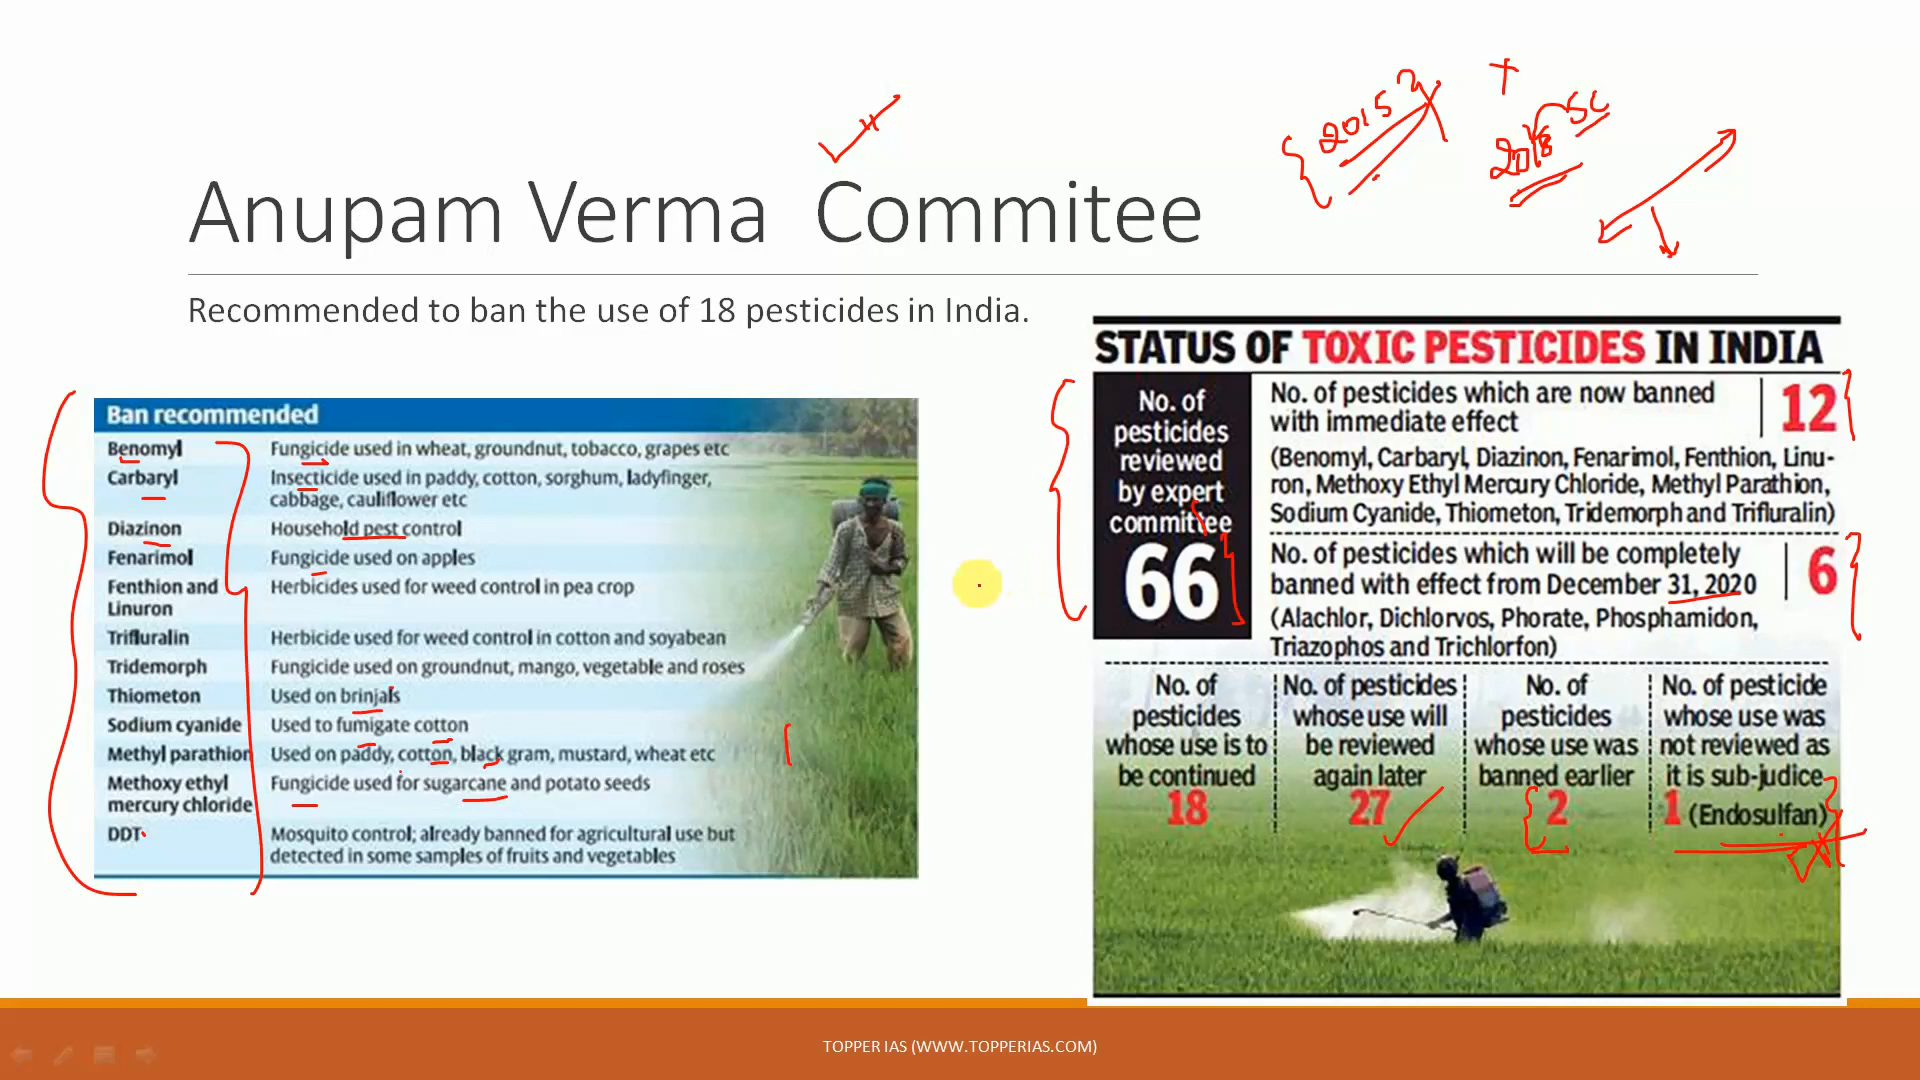 2015 ?
+
2018 SC
Anupam Verma Commitee
Recommended to ban the use of 18 pesticides in India.
Ban recommended
Benomyl Fungicide used in wheat, groundnut, tobacco, grapes etc
Carbaryl Insecticide used in paddy, cotton, sorghum, ladyfinger,
cabbage, cauliflower etc
Diazinon Household pest control
Fenarimol Fungicide used on apples
Fenthion and Herbicides used for weed control in pea crop
Linuron
Trifluralin Herbicide used for weed control in cotton and soyabean
Tridemorph Fungicide used on groundnut, mango, vegetable and roses
Thiometon Used on brinjals
Sodium cyanide Used to fumigate cotton
Methyl parathion Used on paddy, cotton, black gram, mustard, wheat etc
Methoxy ethyl Fungicide used for sugarcane and potato seeds
mercury chloride
DDT Mosquito control; already banned for agricultural use but
detected in some samples of fruits and vegetables
STATUS OF TOXIC PESTICIDES IN INDIA
No. of
pesticides
reviewed
by expert
committee
66
No. of pesticides which are now banned
with immediate effect
12
(Benomyl, Carbaryl, Diazinon, Fenarimol, Fenthion, Linu-
ron, Methoxy Ethyl Mercury Chloride, Methyl Parathion,
Sodium Cyanide, Thiometon, Tridemorph and Trifluralin)
No. of pesticides which will be completely
banned with effect from December 31, 2020
6
(Alachlor, Dichlorvos, Phorate, Phosphamidon,
Triazophos and Trichlorfon)
No. of
pesticides
whose use is to
be continued
18
No. of pesticides
whose use will
be reviewed
again later
27
No. of
pesticides
whose use was
banned earlier
2
No. of pesticide
whose use was
not reviewed as
it is sub-judice
1 (Endosulfan)
TOPPER IAS (WWW.TOPPERIAS.COM)